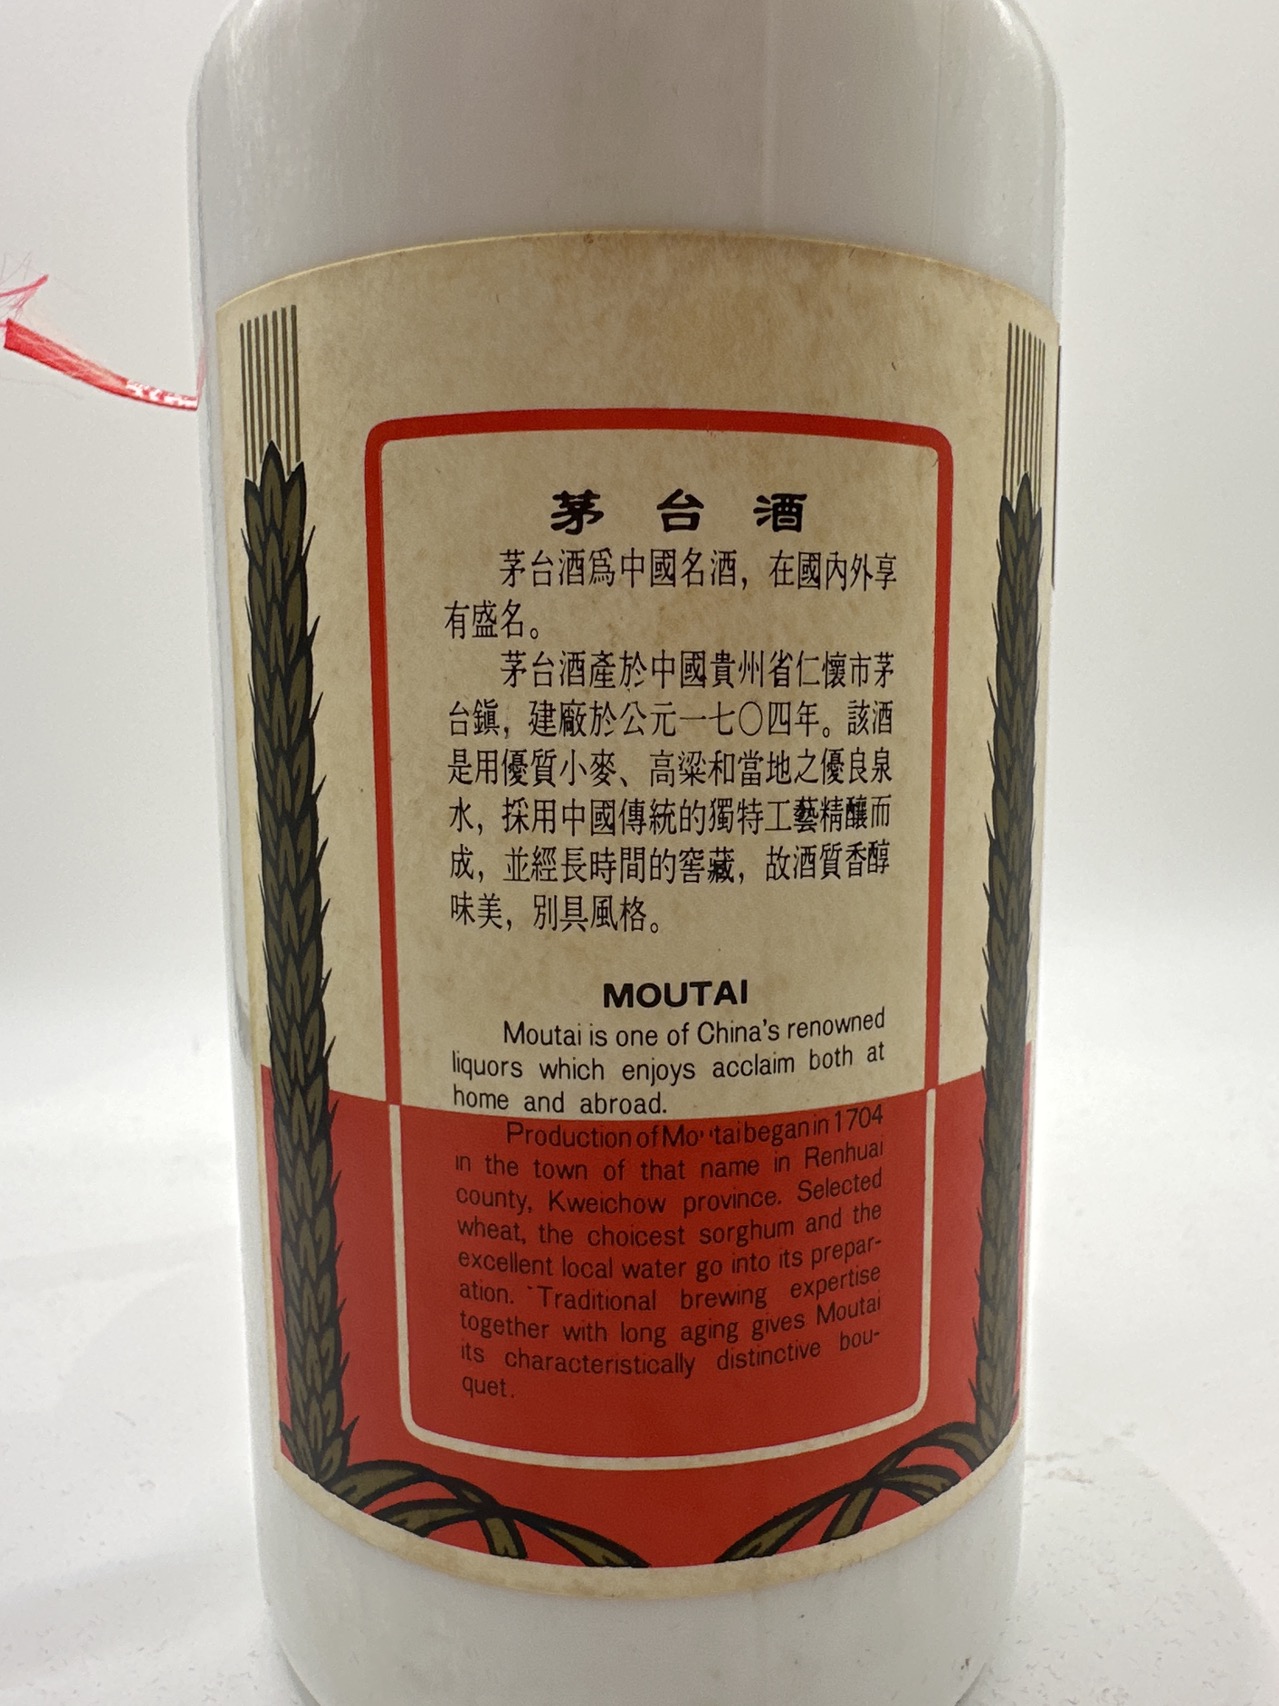 茅台酒
茅台酒爲中國名酒，在國內外享
有盛名。
茅台酒產於中國貴州省仁懷市茅
台鎭，建廠於公元一七〇四年。該酒
是用優質小麥、高粱和當地之優良泉
水，採用中國傳統的獨特工藝精釀而
成，並經長時間的窖藏，故酒質香醇
味美，別具風格。
MOUTAI
Moutai is one of China's renowned
liquors which enjoys acclaim both at
home and abroad.
Production of Moutai began in 1704
in the town of that name in Renhuai
county, Kweichow province. Selected
wheat, the choicest sorghum and the
excellent local water go into its prepar-
ation. Traditional brewing expertise
together with long aging gives Moutai
its characteristically distinctive bou-
quet.